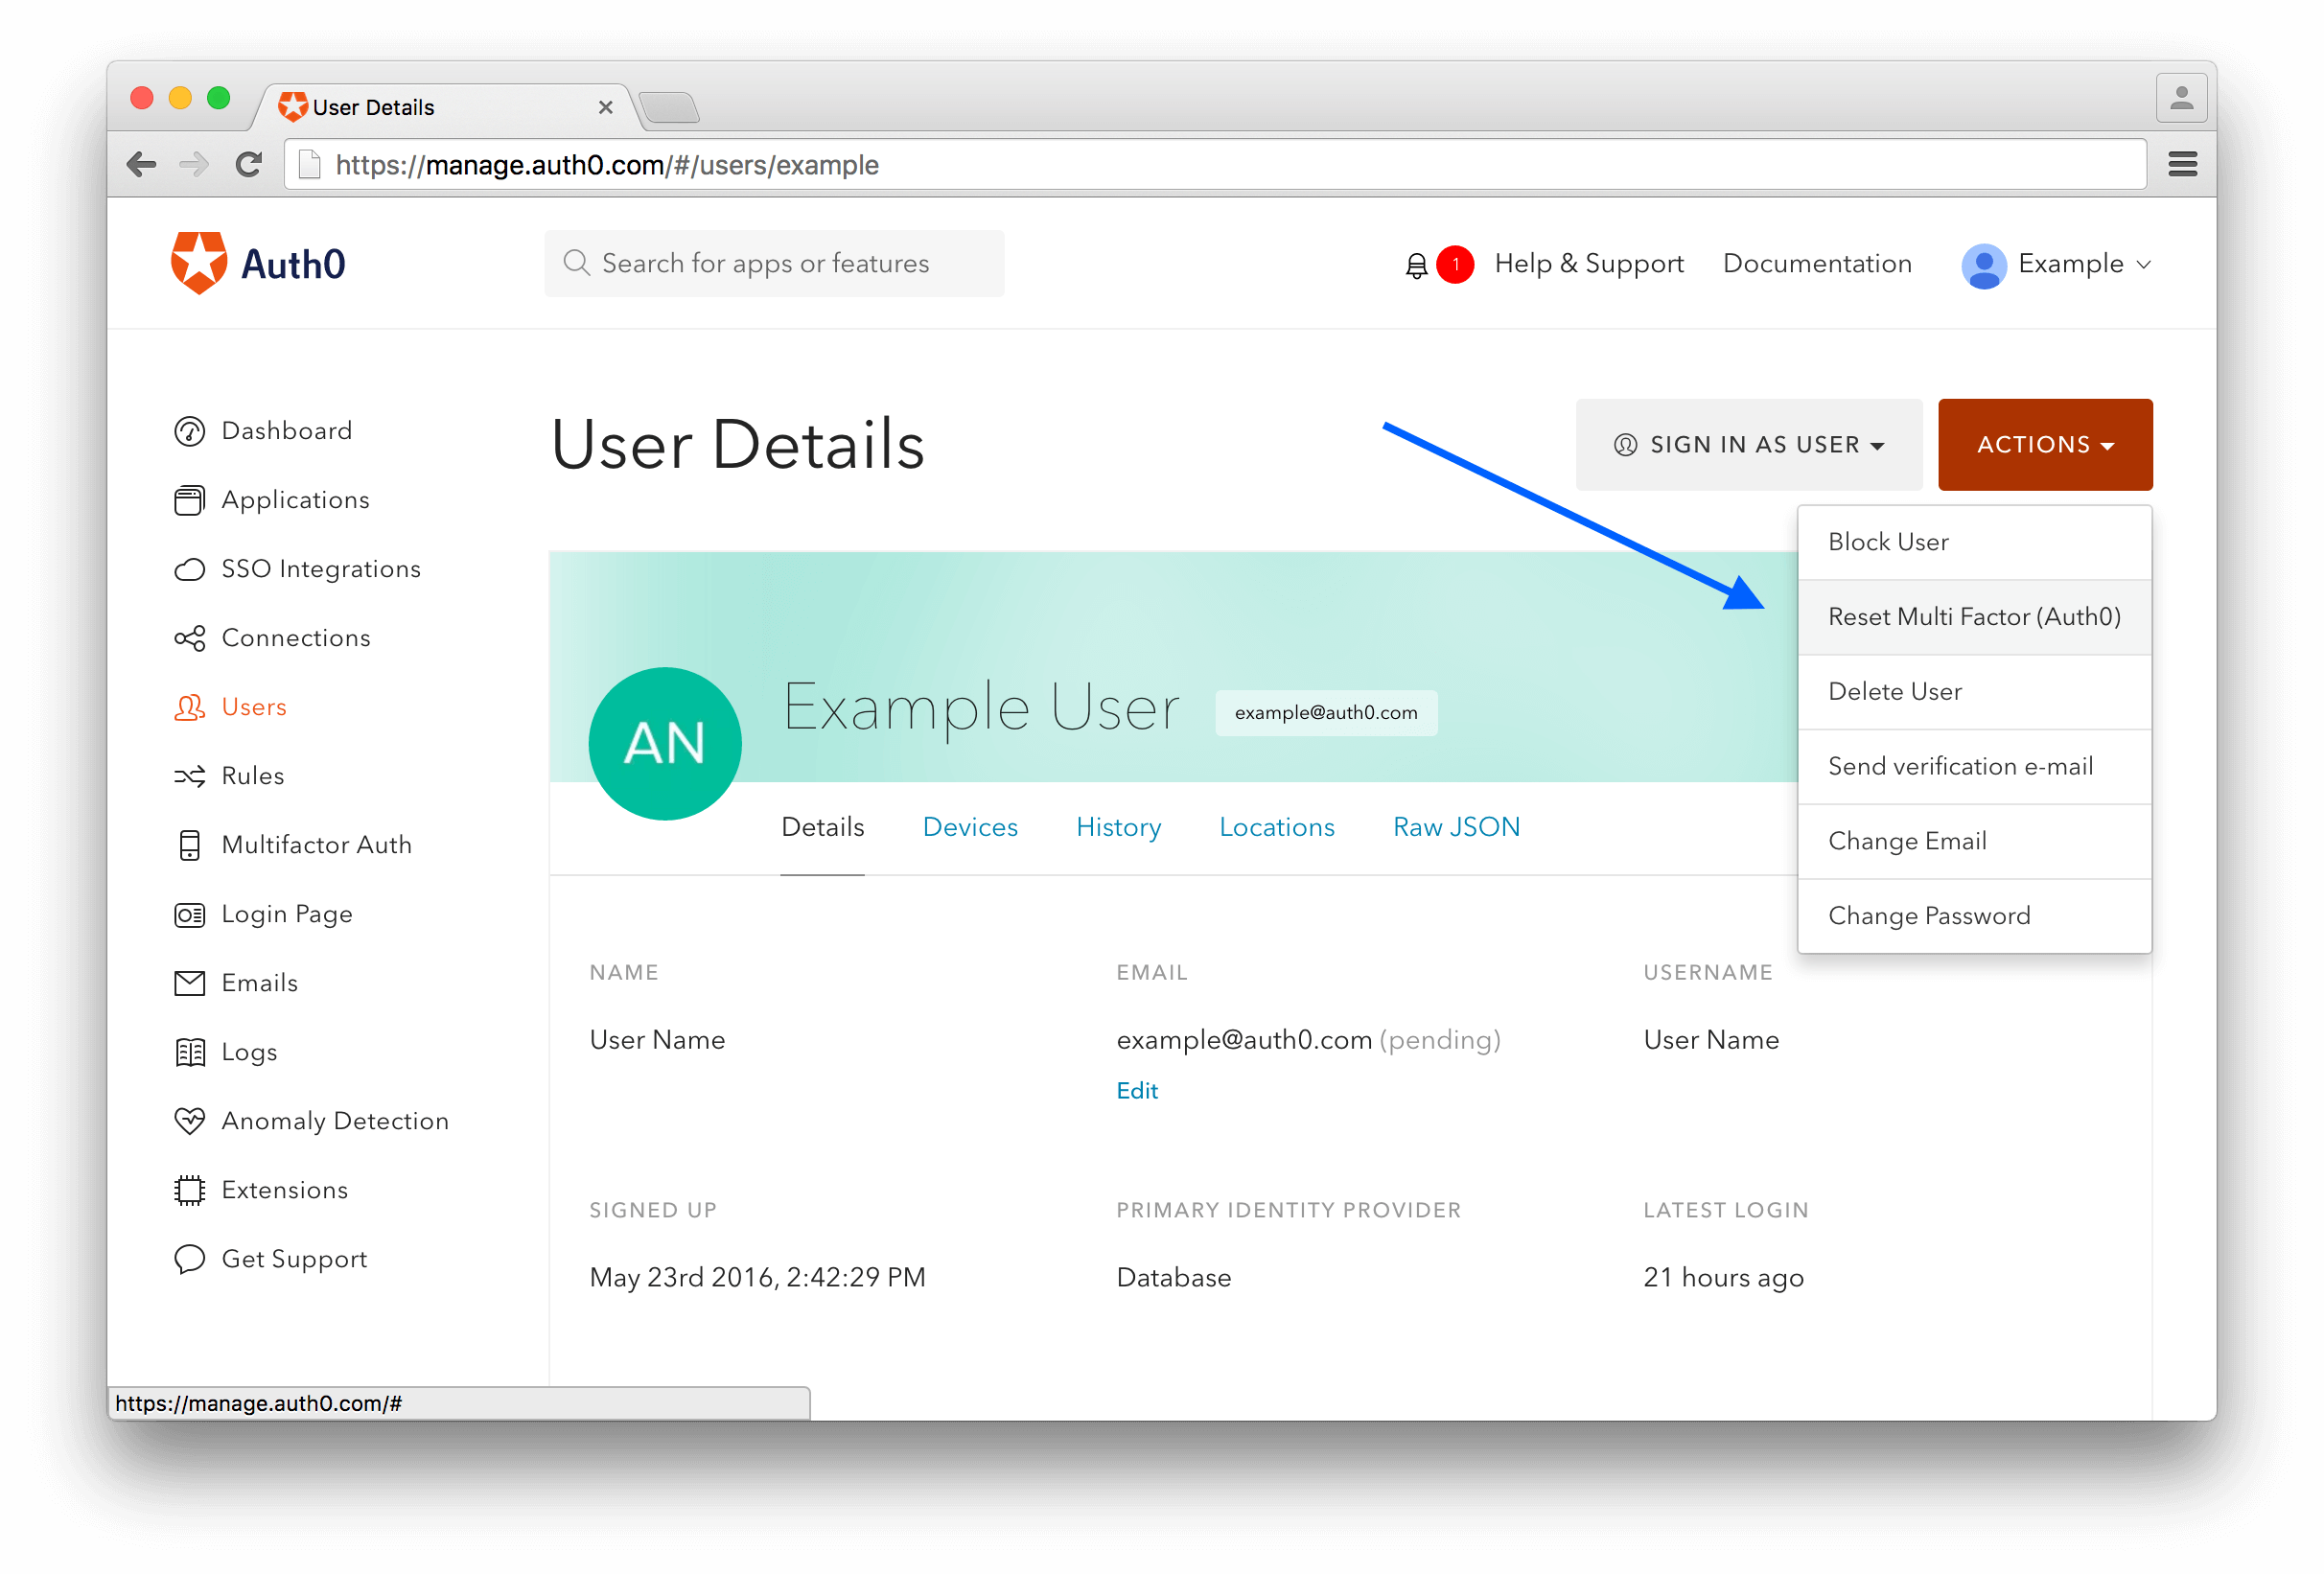 User Details
https://manage.auth0.com/#/users/example
Auth0
Search for apps or features
1
Help & Support
Documentation
Example
Dashboard
Applications
SSO Integrations
Connections
Users
Rules
Multifactor Auth
Login Page
Emails
Logs
Anomaly Detection
Extensions
Get Support
User Details
SIGN IN AS USER
ACTIONS
Block User
Reset Multi Factor (Auth0)
Delete User
Send verification e-mail
Change Email
Change Password
AN
Example User
example@auth0.com
Details
Devices
History
Locations
Raw JSON
NAME
User Name
EMAIL
example@auth0.com (pending)
Edit
USERNAME
User Name
SIGNED UP
May 23rd 2016, 2:42:29 PM
PRIMARY IDENTITY PROVIDER
Database
LATEST LOGIN
21 hours ago
https://manage.auth0.com/#